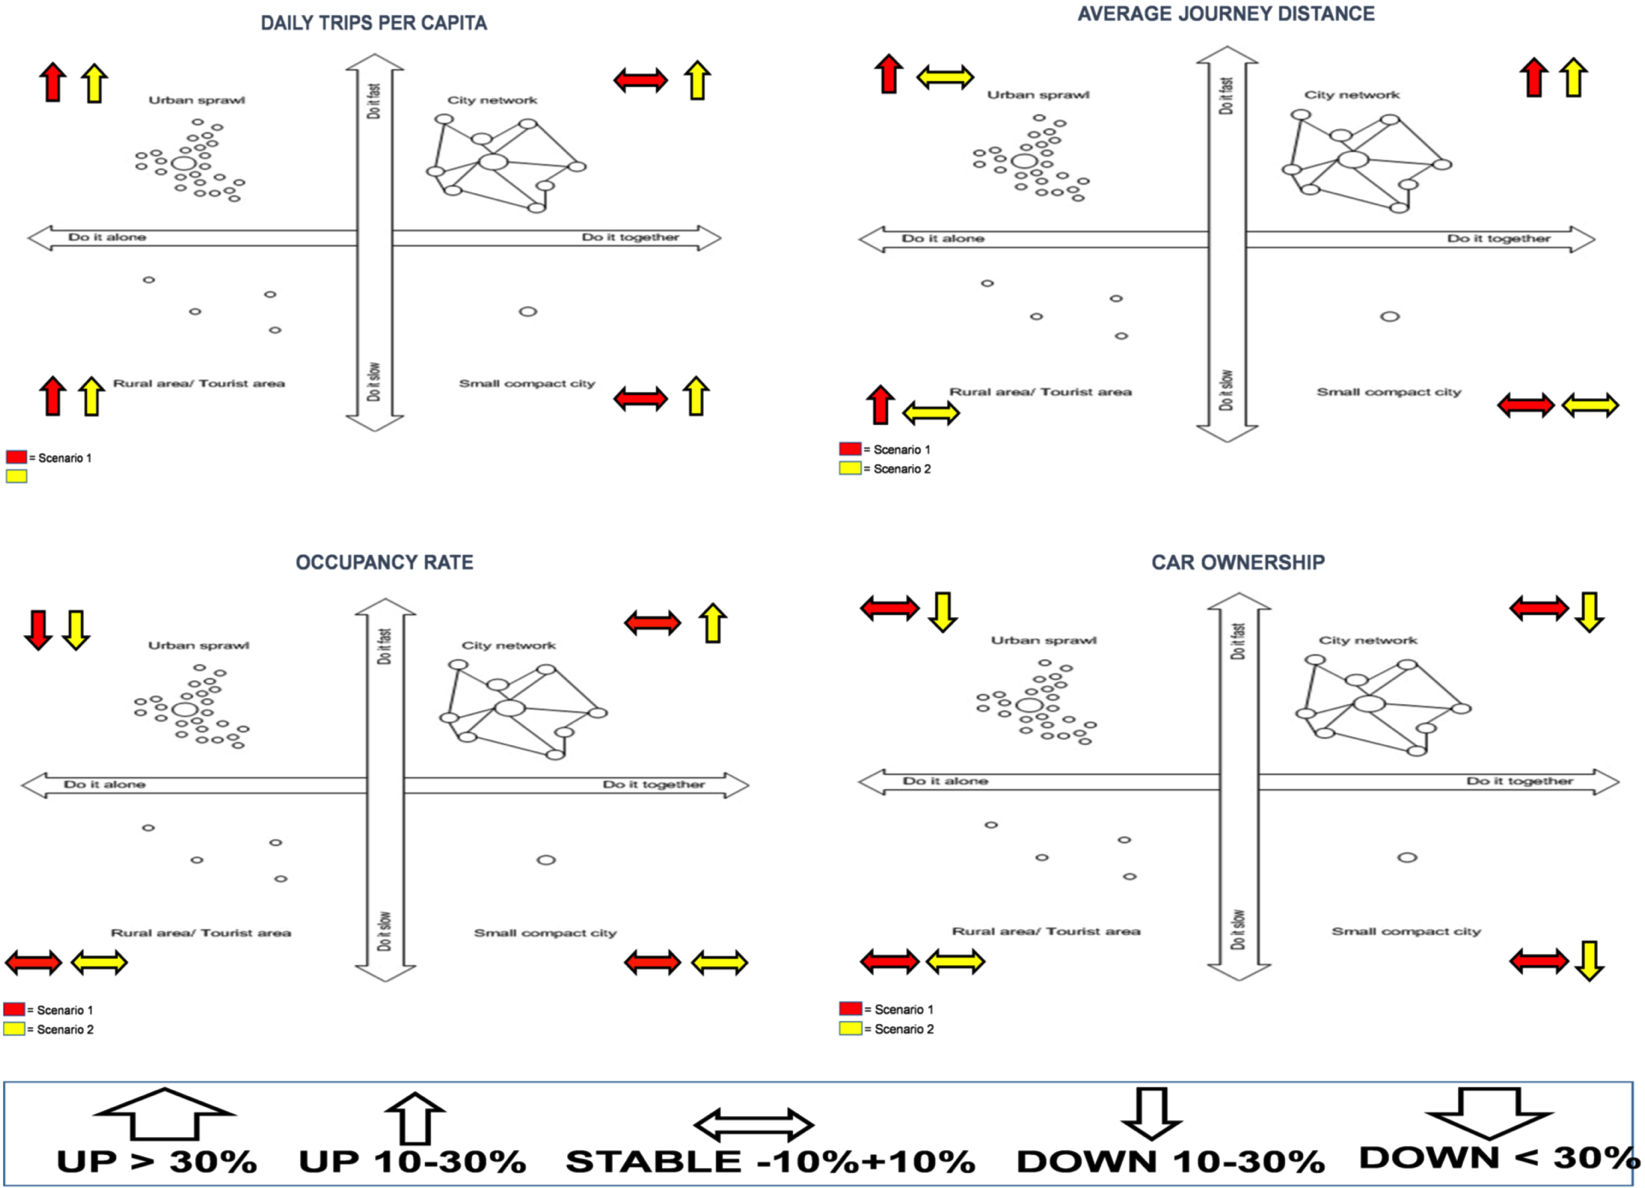 DAILY TRIPS PER CAPITA
Urban sprawl
City network
Do it fast
Do it alone
Do it together
Do it slow
Rural area/ Tourist area
Small compact city
= Scenario 1
AVERAGE JOURNEY DISTANCE
Urban sprawl
City network
Do it fast
Do it alone
Do it together
Do it slow
Rural area/ Tourist area
Small compact city
= Scenario 1
= Scenario 2
OCCUPANCY RATE
Urban sprawl
City network
Do it fast
Do it alone
Do it together
Do it slow
Rural area/ Tourist area
Small compact city
= Scenario 1
= Scenario 2
CAR OWNERSHIP
Urban sprawl
City network
Do it fast
Do it alone
Do it together
Do it slow
Rural area/ Tourist area
Small compact city
= Scenario 1
= Scenario 2
UP > 30%
UP 10-30%
STABLE -10%+10%
DOWN 10-30%
DOWN < 30%